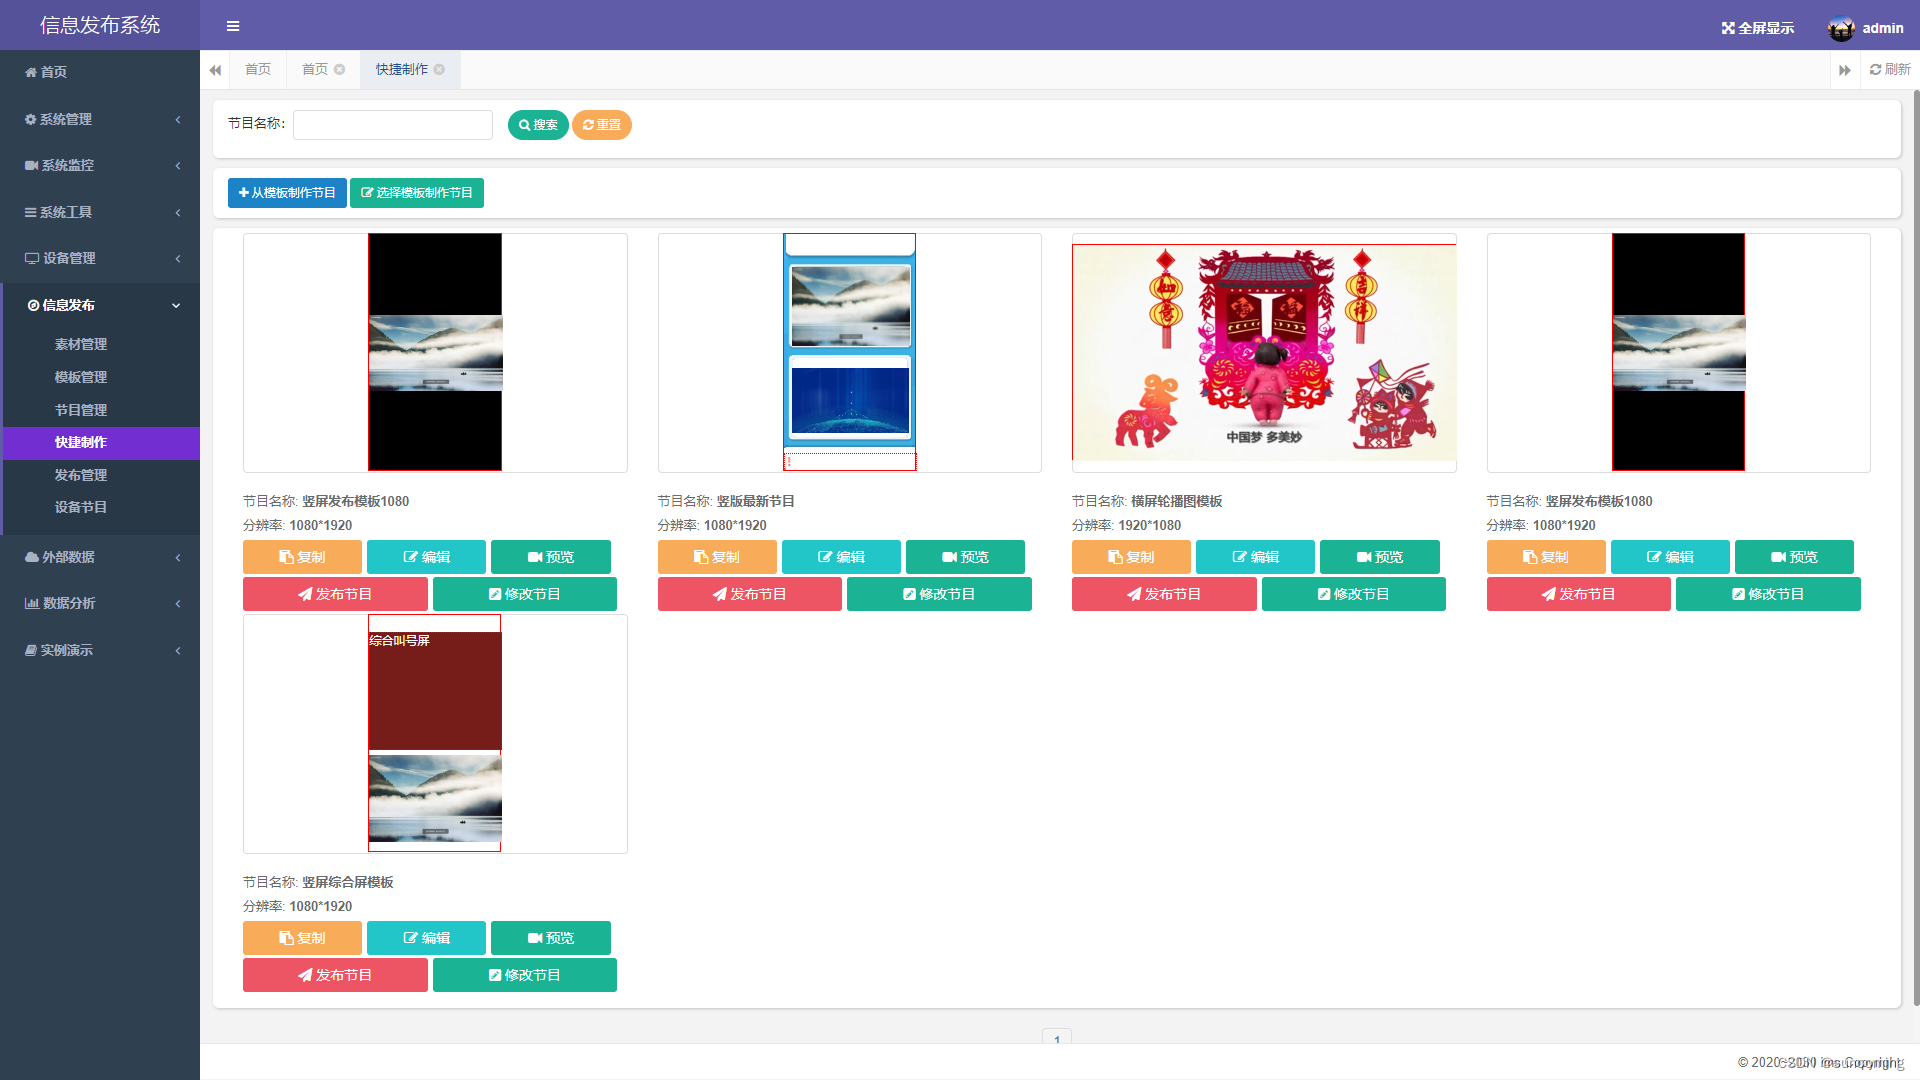 信息发布系统
全屏显示
admin
首页
首页
快捷制作
刷新
首页
系统管理
系统监控
系统工具
设备管理
信息发布
素材管理
模板管理
节目管理
快捷制作
发布管理
设备节目
外部数据
数据分析
实例演示
节目名称：
搜索
重置
从模板制作节目
选择模板制作节目
如意
吉祥
中国梦 多美妙
节目名称: 竖屏发布模板1080
分辨率: 1080*1920
复制
编辑
预览
发布节目
修改节目
节目名称: 竖版最新节目
分辨率: 1080*1920
复制
编辑
预览
发布节目
修改节目
节目名称: 横屏轮播图模板
分辨率: 1920*1080
复制
编辑
预览
发布节目
修改节目
节目名称: 竖屏发布模板1080
分辨率: 1080*1920
复制
编辑
预览
发布节目
修改节目
综合叫号屏
节目名称: 竖屏综合屏模板
分辨率: 1080*1920
复制
编辑
预览
发布节目
修改节目
1
© 2020-2030 ims Copyright